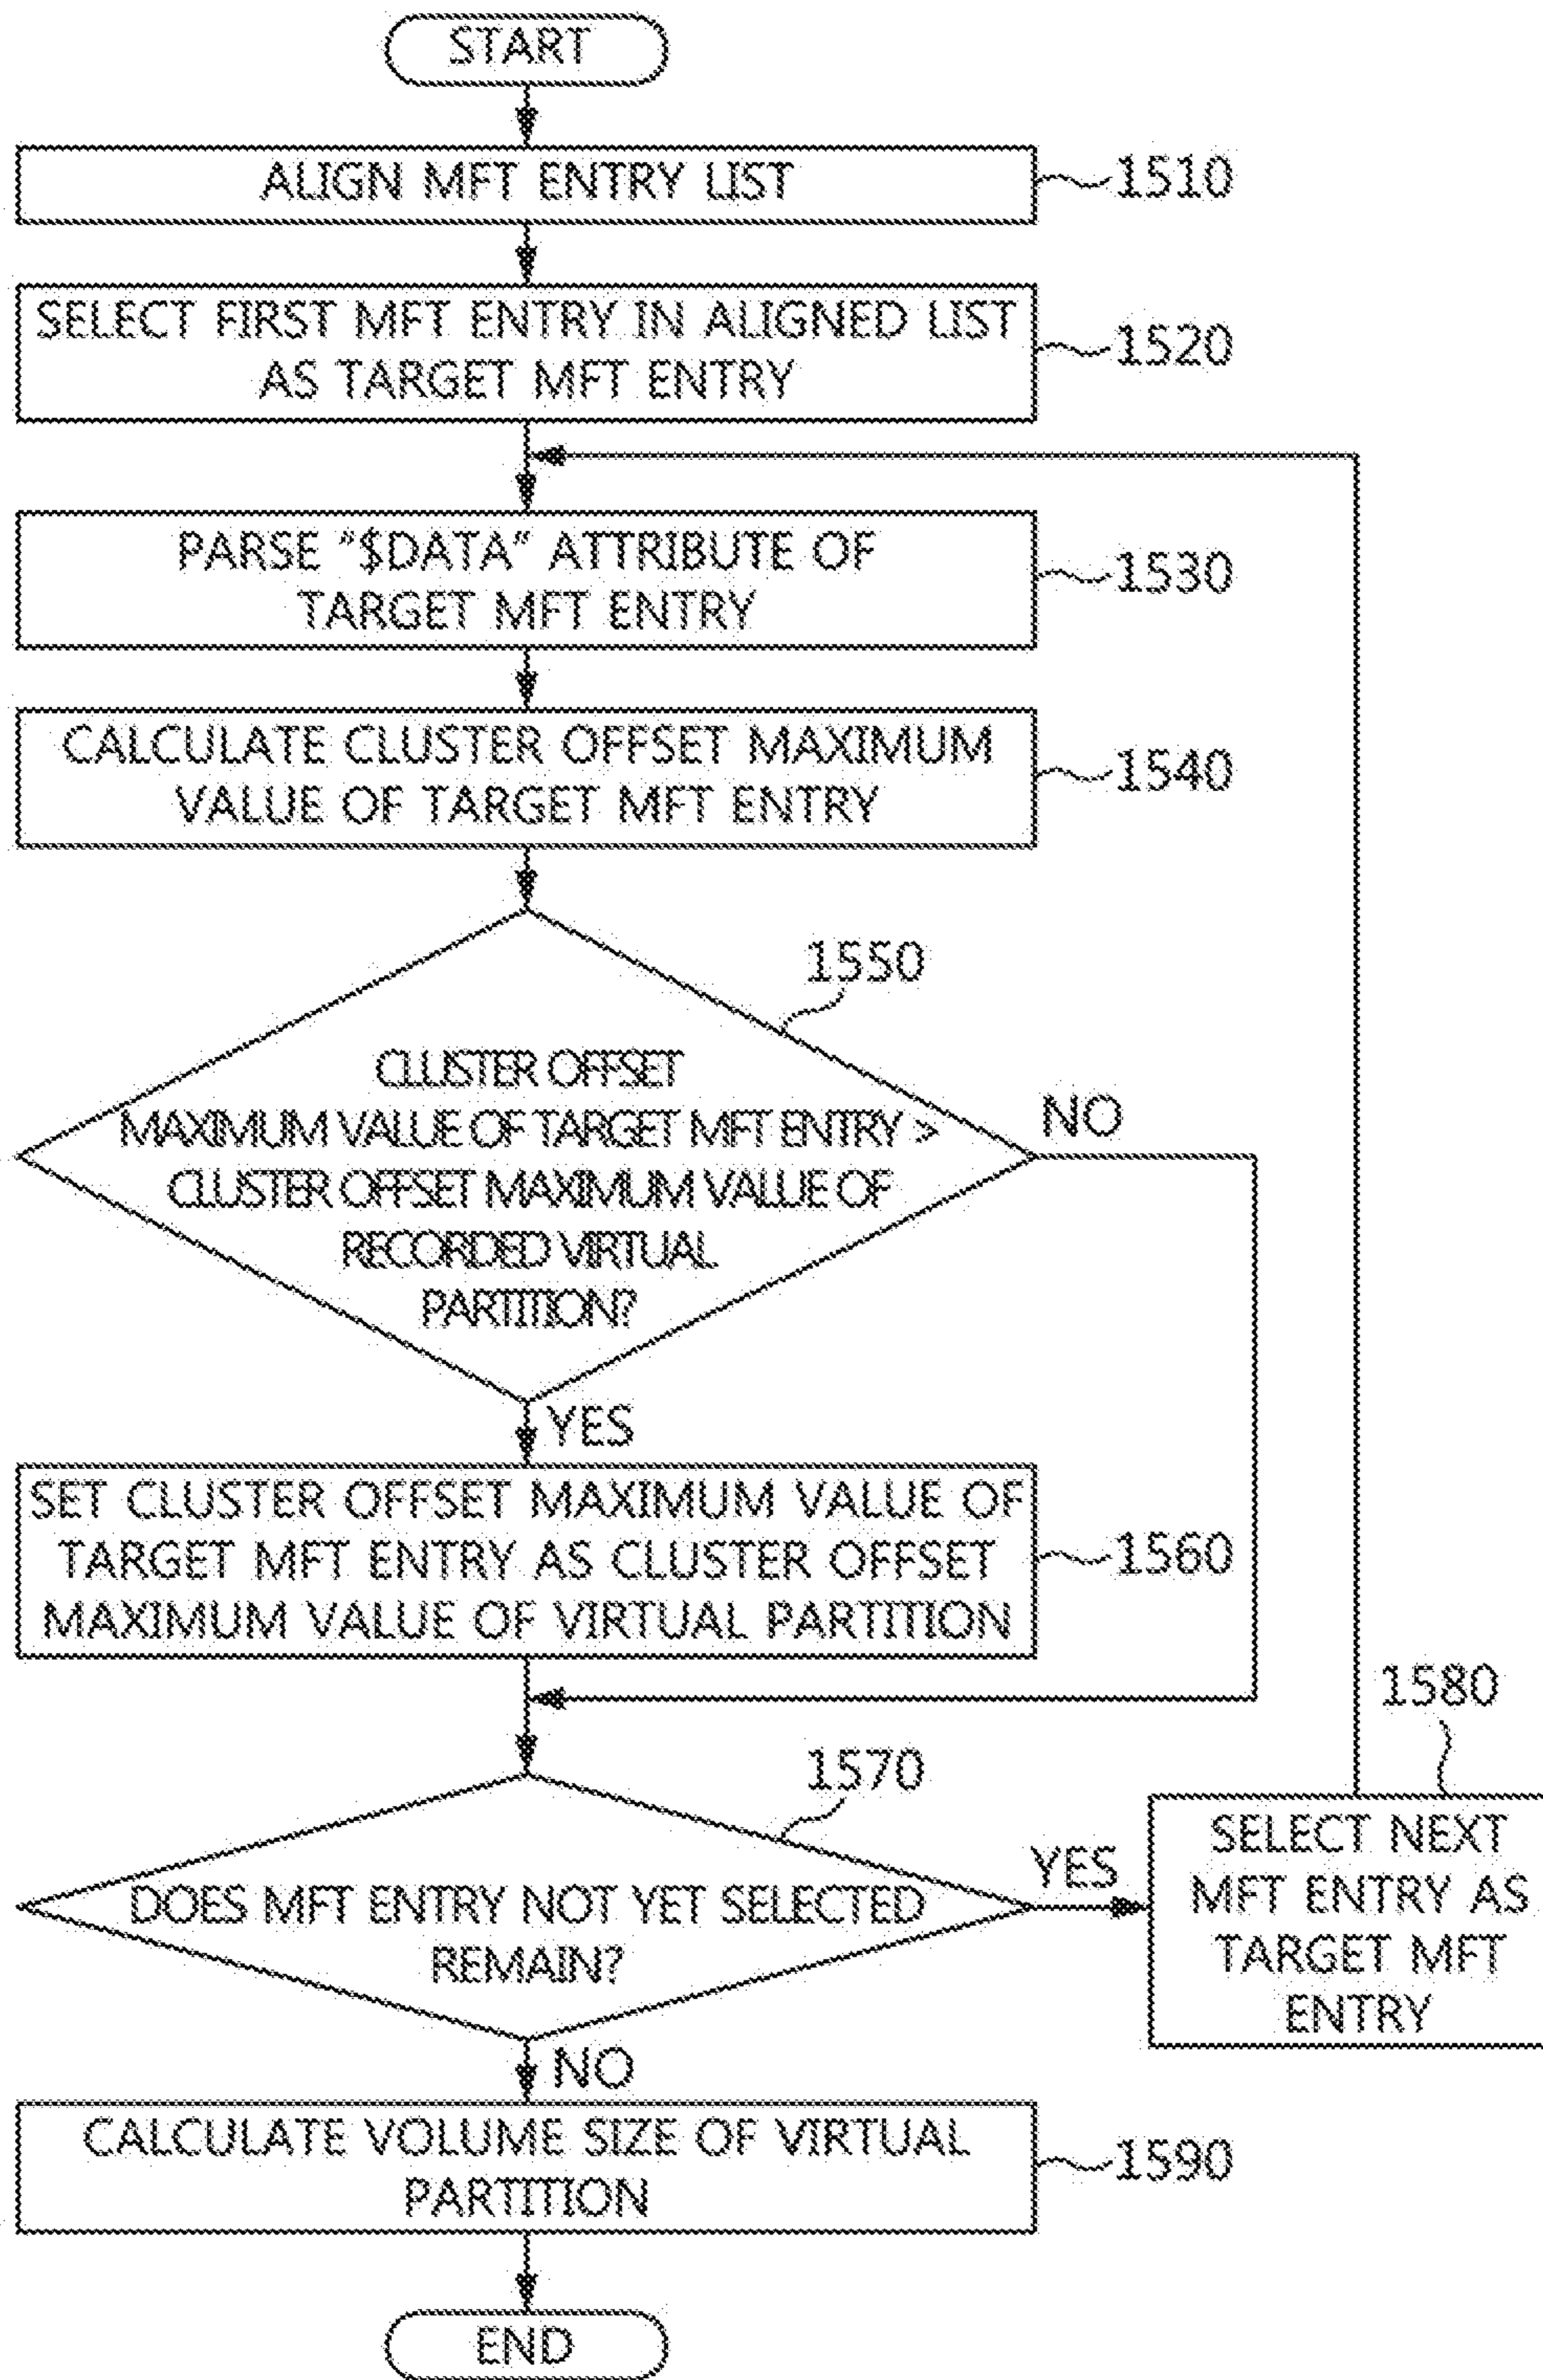 START
ALIGN MFT ENTRY LIST
1510
SELECT FIRST MFT ENTRY IN ALIGNED LIST
AS TARGET MFT ENTRY
1520
PARSE "$DATA" ATTRIBUTE OF
TARGET MFT ENTRY
1530
CALCULATE CLUSTER OFFSET MAXIMUM
VALUE OF TARGET MFT ENTRY
1540
1550
CLUSTER OFFSET
MAXIMUM VALUE OF TARGET MFT ENTRY >
CLUSTER OFFSET MAXIMUM VALUE OF
RECORDED VIRTUAL
PARTITION?
NO
YES
SET CLUSTER OFFSET MAXIMUM VALUE OF
TARGET MFT ENTRY AS CLUSTER OFFSET
MAXIMUM VALUE OF VIRTUAL PARTITION
1560
1570
DOES MFT ENTRY NOT YET SELECTED
REMAIN?
YES
1580
SELECT NEXT
MFT ENTRY AS
TARGET MFT
ENTRY
NO
CALCULATE VOLUME SIZE OF VIRTUAL
PARTITION
1590
END